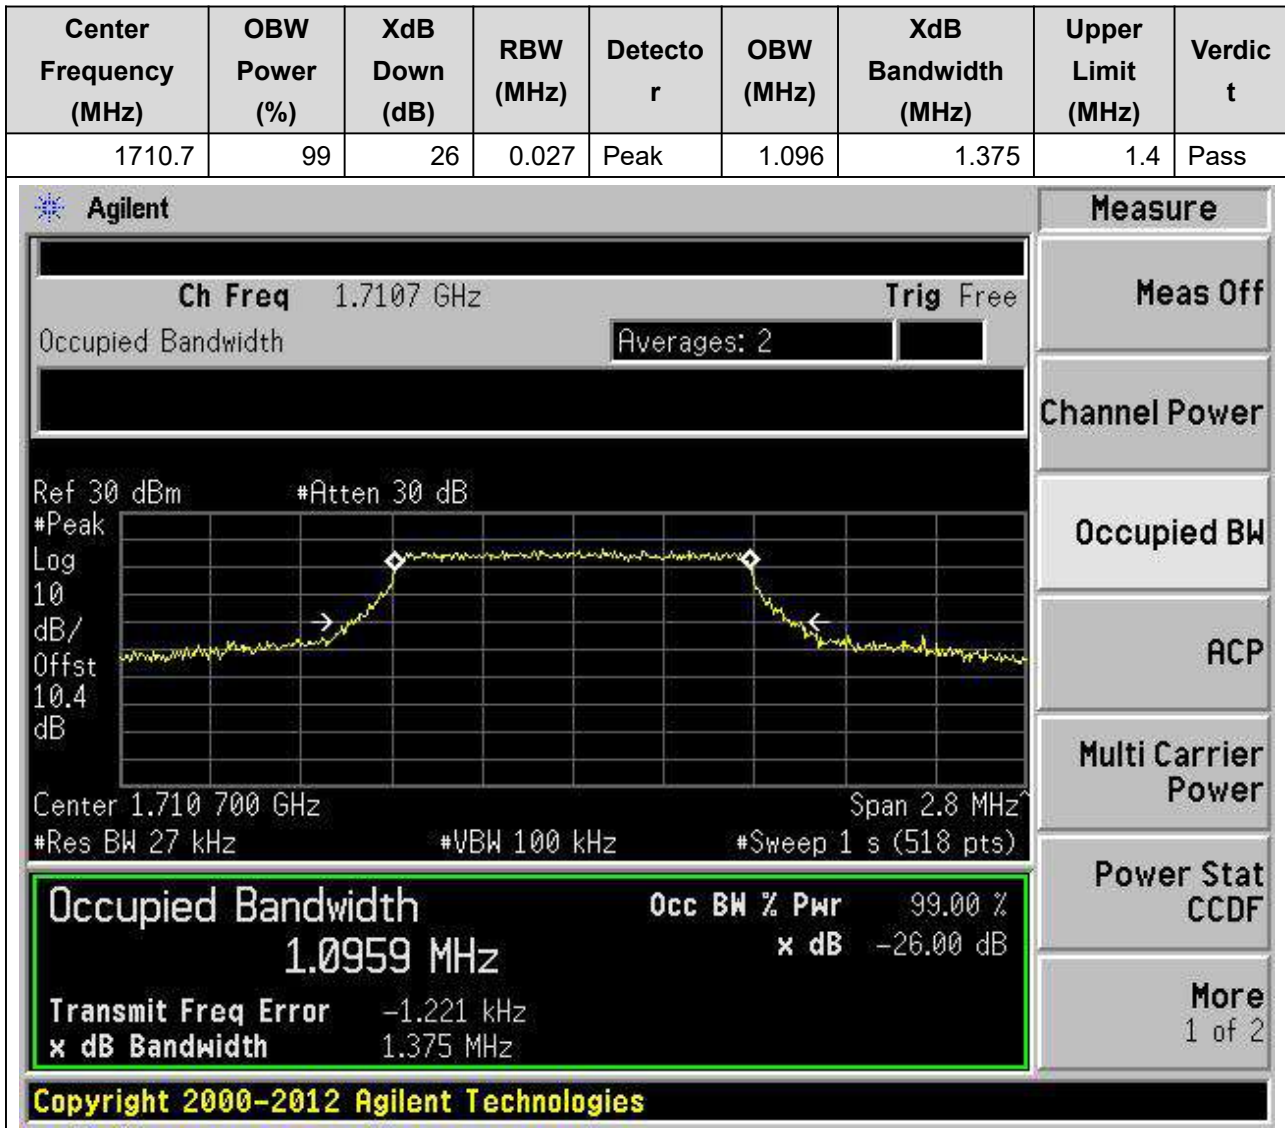 Center Frequency (MHz) OBW Power (%) XdB Down (dB) RBW (MHz) Detector OBW (MHz) XdB Bandwidth (MHz) Upper Limit (MHz) Verdict
1710.7 99 26 0.027 Peak 1.096 1.375 1.4 Pass
Agilent
Measure
Ch Freq 1.7107 GHz Trig Free
Meas Off
Occupied Bandwidth Averages: 2
Channel Power
Ref 30 dBm #Atten 30 dB
#Peak
Log
10
dB/
Offst
10.4
dB
Occupied BW
ACP
Multi Carrier
Power
Center 1.710 700 GHz Span 2.8 MHz^
#Res BW 27 kHz #VBW 100 kHz #Sweep 1 s (518 pts)
Power Stat
CCDF
Occupied Bandwidth Occ BW % Pwr 99.00 %
1.0959 MHz x dB -26.00 dB
Transmit Freq Error -1.221 kHz
x dB Bandwidth 1.375 MHz
More
1 of 2
Copyright 2000-2012 Agilent Technologies